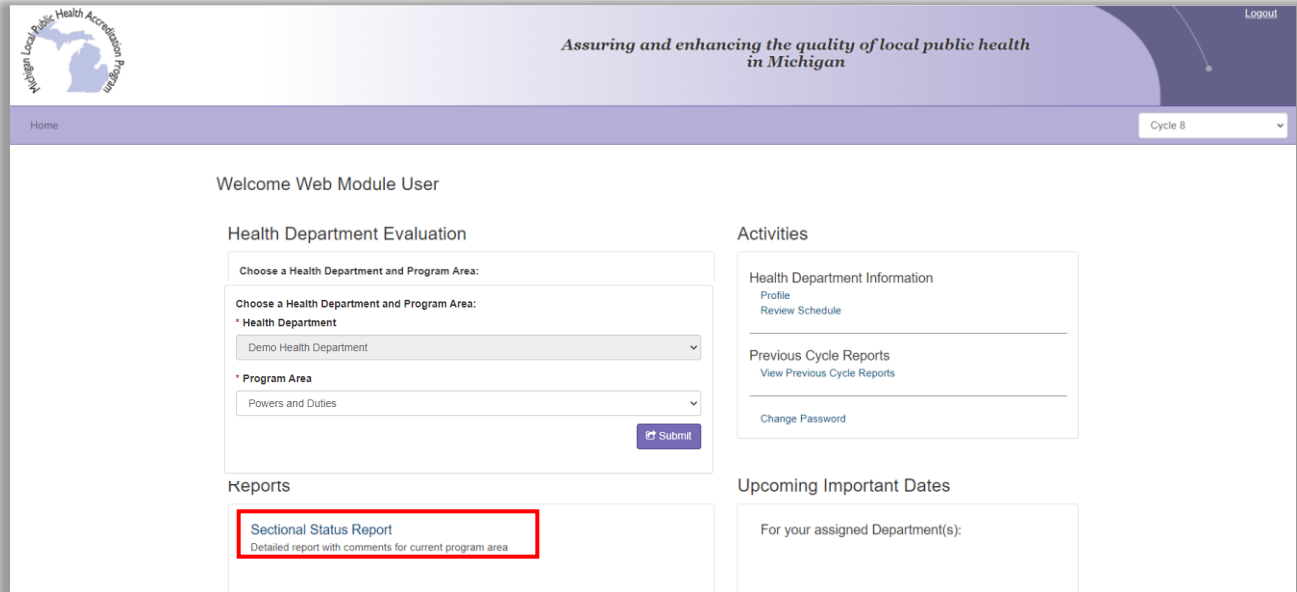 Michigan Local Public Health Accreditation Program
Logout
Assuring and enhancing the quality of local public health
in Michigan
Home
Cycle 8
Welcome Web Module User
Health Department Evaluation
Choose a Health Department and Program Area:
Choose a Health Department and Program Area:
* Health Department
Demo Health Department
* Program Area
Powers and Duties
Submit
Reports
Sectional Status Report
Detailed report with comments for current program area
Activities
Health Department Information
Profile
Review Schedule
Previous Cycle Reports
View Previous Cycle Reports
Change Password
Upcoming Important Dates
For your assigned Department(s):